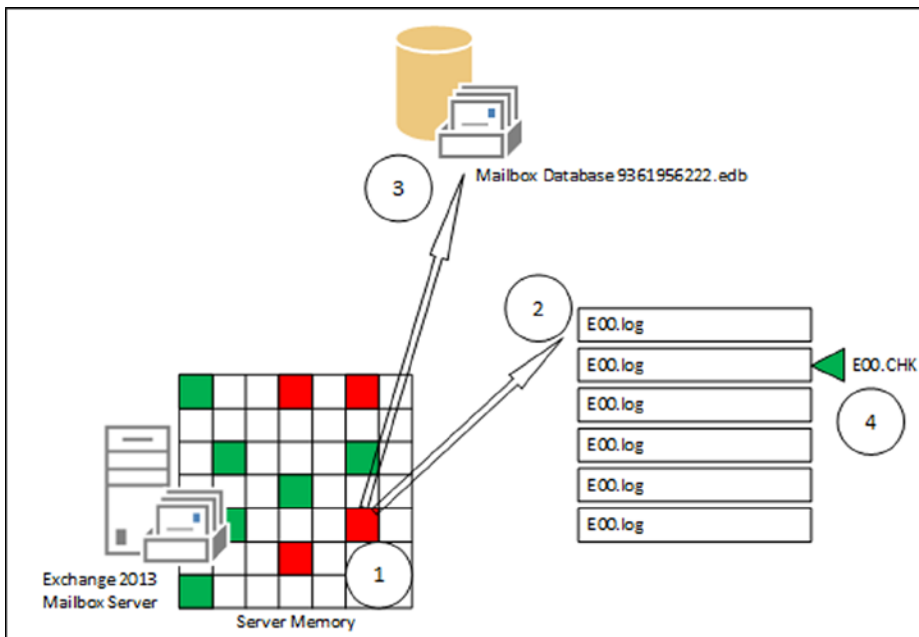 3
Mailbox Database 9361956222.edb
2
E00.log
E00.log
E00.CHK
E00.log
4
E00.log
E00.log
E00.log
1
Exchange 2013
Mailbox Server
Server Memory